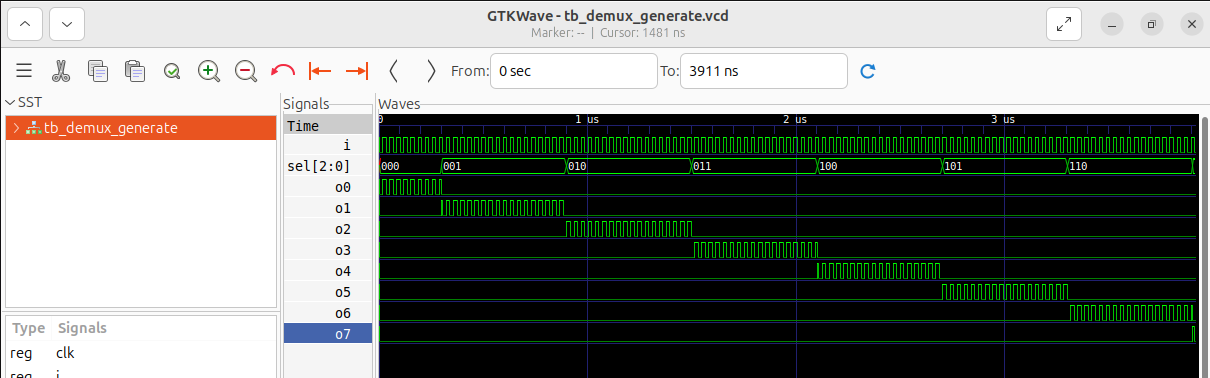 GTKWave - tb_demux_generate.vcd
Marker: -- | Cursor: 1481 ns
From: 0 sec To: 3911 ns
SST
tb_demux_generate
Type Signals
reg clk
reg i
Signals
Time
i
sel[2:0]
o0
o1
o2
o3
o4
o5
o6
o7
Waves
0 1 us 2 us 3 us
000 001 010 011 100 101 110